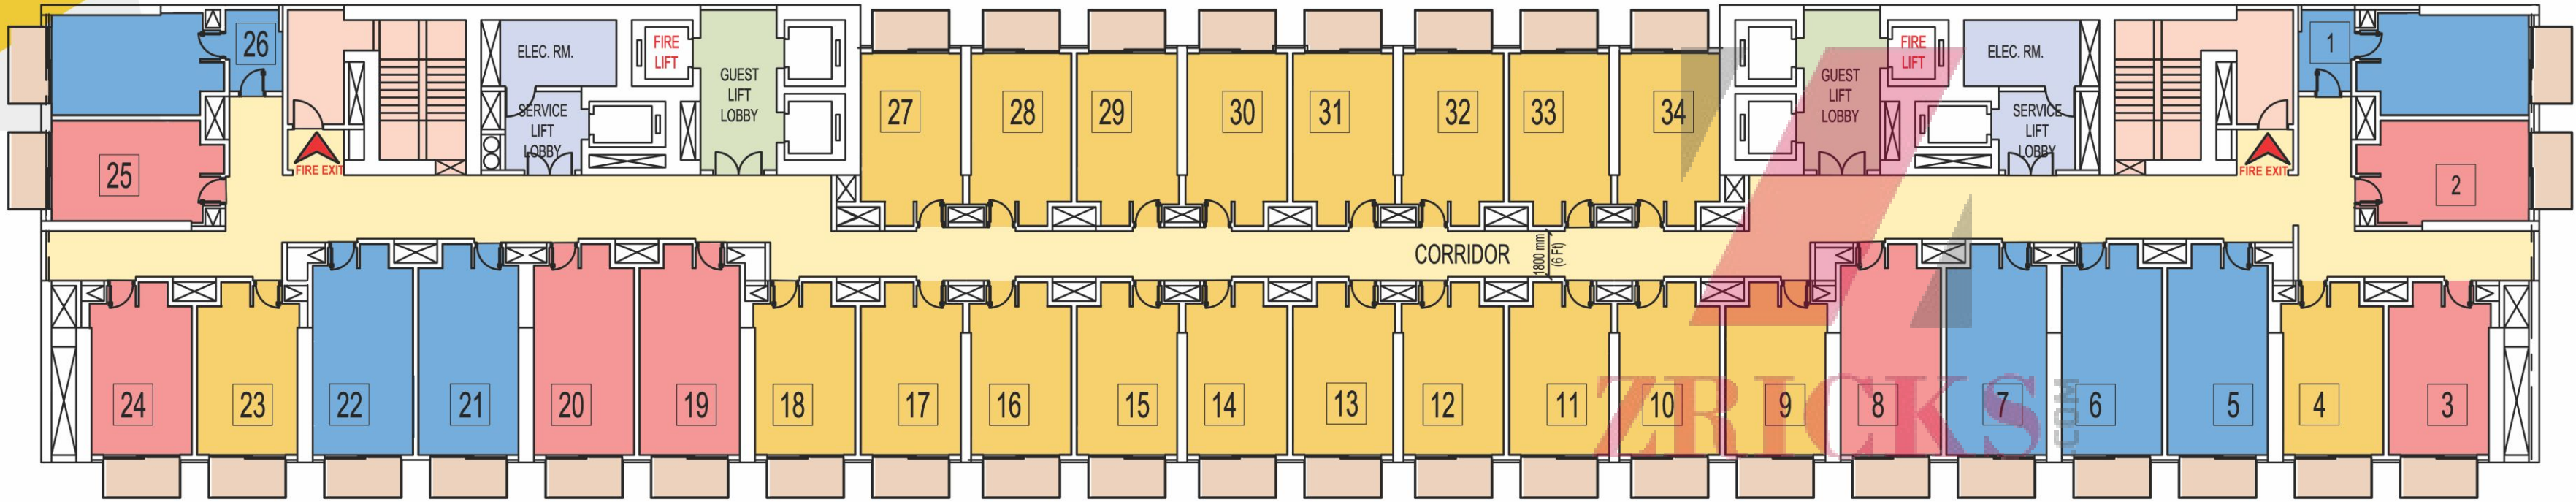 26
ELEC. RM.
FIRE
LIFT
GUEST
LIFT
LOBBY
SERVICE
LIFT
LOBBY
FIRE EXIT
25
27
28
29
30
31
32
33
34
GUEST
LIFT
LOBBY
FIRE
LIFT
ELEC. RM.
SERVICE
LIFT
LOBBY
FIRE EXIT
1
2
CORRIDOR
1800 mm
(6 Ft)
24
23
22
21
20
19
18
17
16
15
14
13
12
11
10
9
8
7
6
5
4
3
ZRICKS
.COM